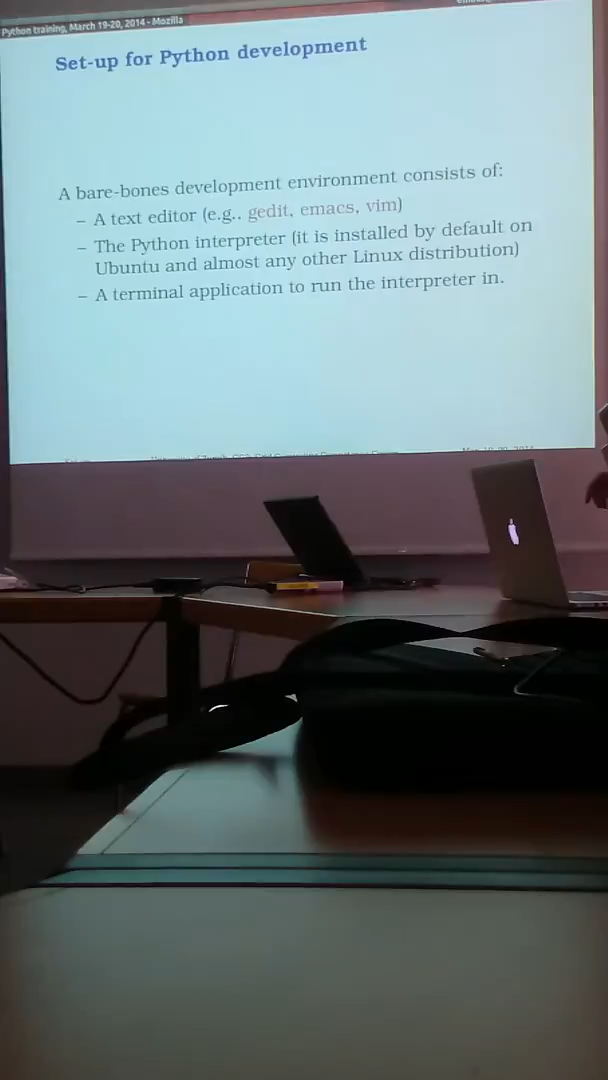 Python training, March 19-20, 2014 - Mozilla
Set-up for Python development
A bare-bones development environment consists of:
– A text editor (e.g.. gedit, emacs, vim)
– The Python interpreter (it is installed by default on
Ubuntu and almost any other Linux distribution)
– A terminal application to run the interpreter in.